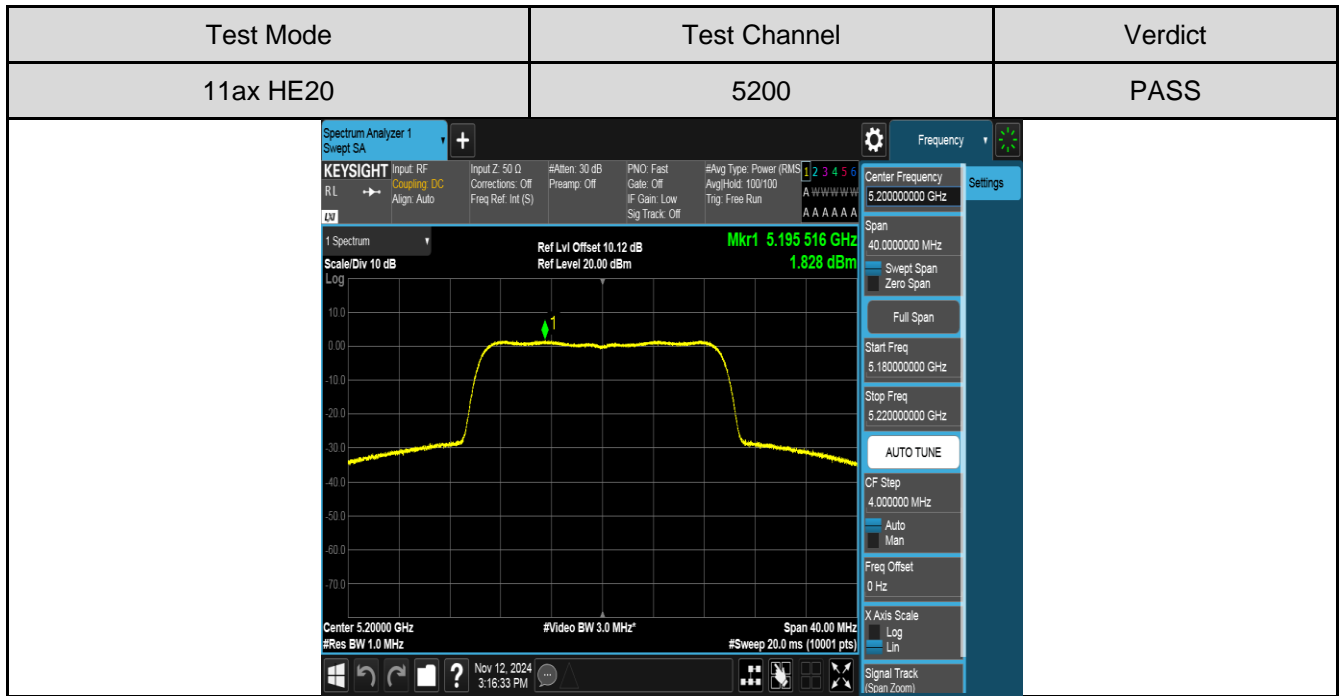 Test Mode Test Channel Verdict
11ax HE20 5200 PASS
Spectrum Analyzer 1
Swept SA
+
Frequency
KEYSIGHT
RL
LXI
Input: RF
Coupling: DC
Align: Auto
Input Z: 50 Ω
Corrections: Off
Freq Ref: Int (S)
#Atten: 30 dB
Preamp: Off
PNO: Fast
Gate: Off
IF Gain: Low
Sig Track: Off
#Avg Type: Power (RMS
Avg|Hold: 100/100
Trig: Free Run
1 2 3 4 5 6
A W W W W W
A A A A A A
1 Spectrum
Scale/Div 10 dB
Log
Ref Lvl Offset 10.12 dB
Ref Level 20.00 dBm
Mkr1 5.195 516 GHz
1.828 dBm
1
10.0
0.00
-10.0
-20.0
-30.0
-40.0
-50.0
-60.0
-70.0
Center 5.20000 GHz
#Res BW 1.0 MHz
#Video BW 3.0 MHz*
Span 40.00 MHz
#Sweep 20.0 ms (10001 pts)
?
Nov 12, 2024
3:16:33 PM
Settings
Center Frequency
5.200000000 GHz
Span
40.0000000 MHz
Swept Span
Zero Span
Full Span
Start Freq
5.180000000 GHz
Stop Freq
5.220000000 GHz
AUTO TUNE
CF Step
4.000000 MHz
Auto
Man
Freq Offset
0 Hz
X Axis Scale
Log
Lin
Signal Track
(Span Zoom)